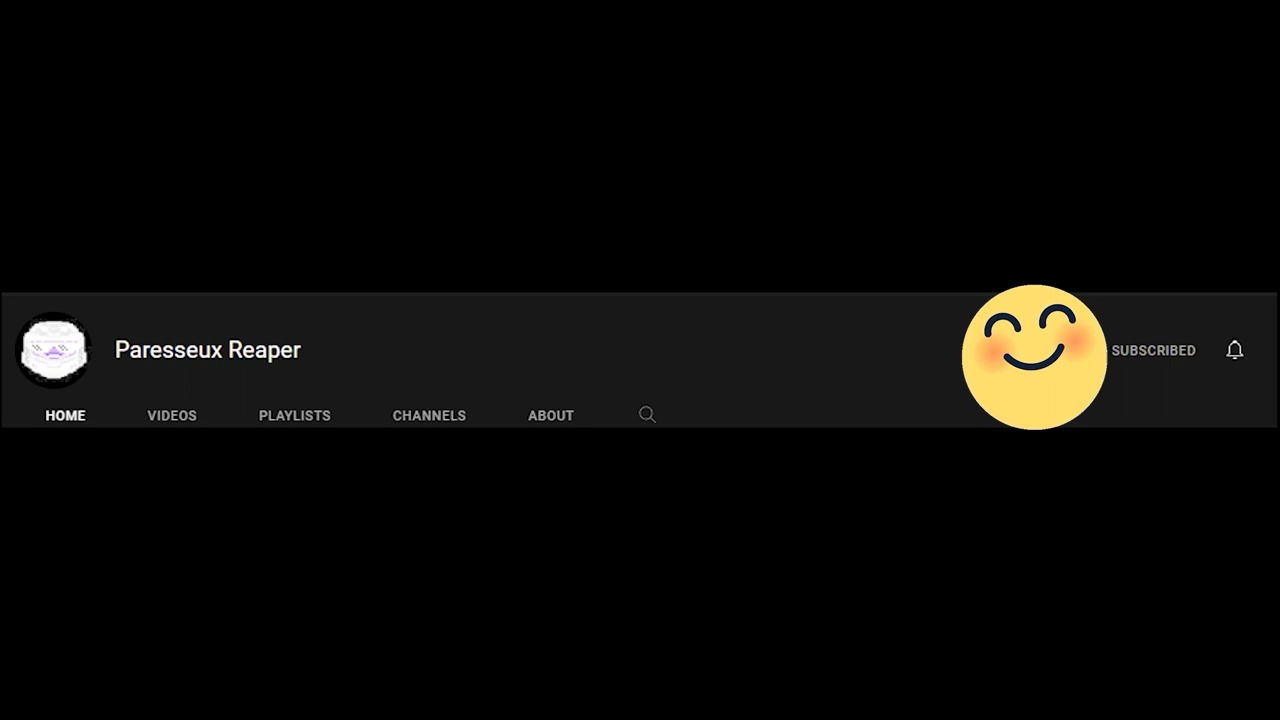 Paresseux Reaper
SUBSCRIBED
HOME VIDEOS PLAYLISTS CHANNELS ABOUT